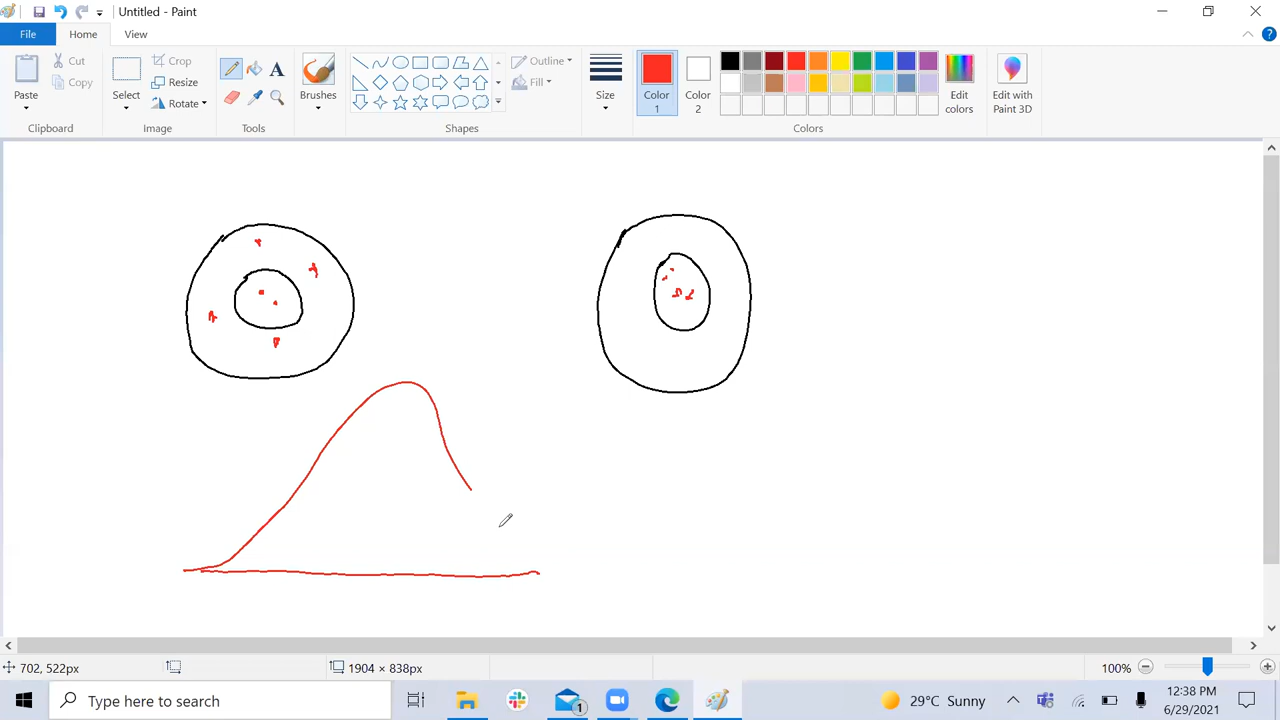 Untitled - Paint
File
Home
View
Paste
Cut
Copy
Clipboard
Select
Crop
Resize
Rotate
Image
Tools
Brushes
Outline
Fill
Shapes
Size
Color
1
Color
2
Edit
colors
Edit with
Paint 3D
Colors
702, 522px
1904 × 838px
100%
Type here to search
1
29°C Sunny
12:38 PM
6/29/2021